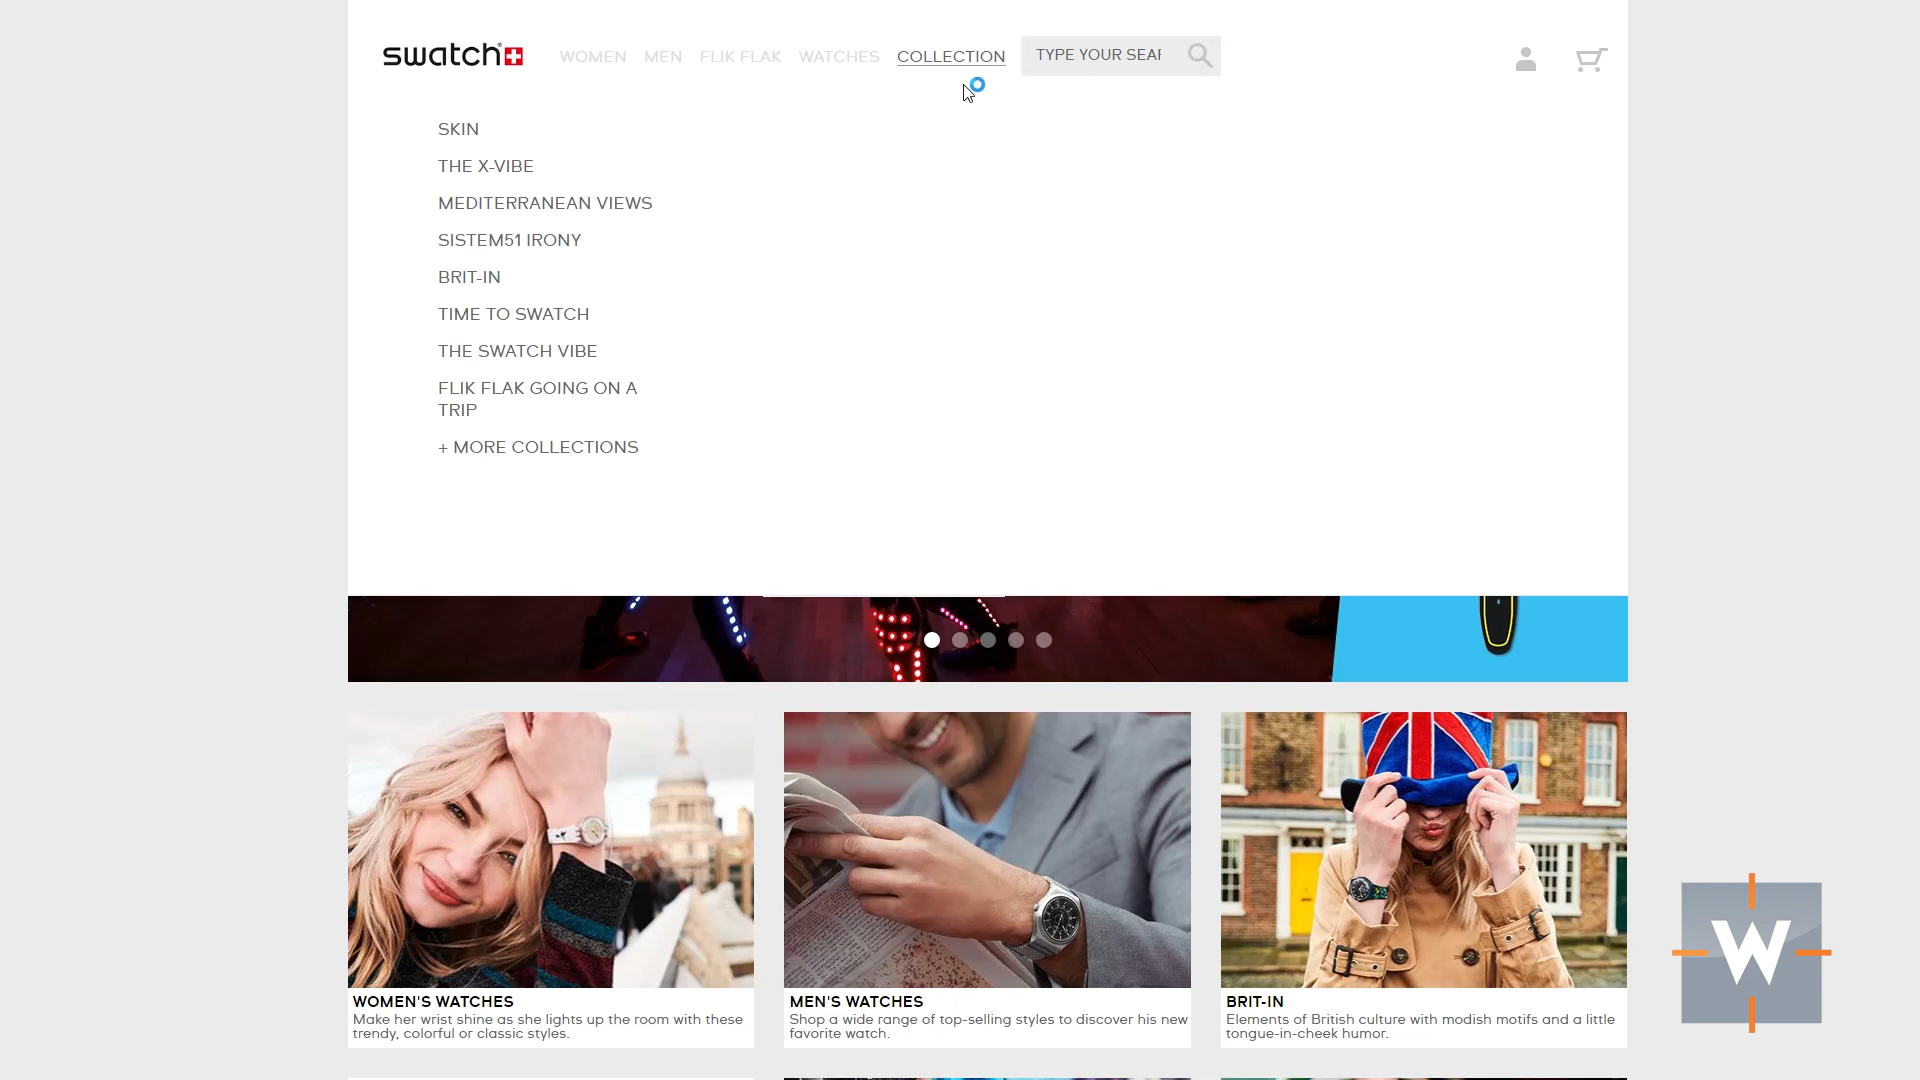 swatch
WOMEN MEN FLIK FLAK WATCHES COLLECTION TYPE YOUR SEAR
SKIN
THE X-VIBE
MEDITERRANEAN VIEWS
SISTEM51 IRONY
BRIT-IN
TIME TO SWATCH
THE SWATCH VIBE
FLIK FLAK GOING ON A
TRIP
+ MORE COLLECTIONS
WOMEN'S WATCHES
Make her wrist shine as she lights up the room with these
trendy, colorful or classic styles.
MEN'S WATCHES
Shop a wide range of top-selling styles to discover his new
favorite watch.
BRIT-IN
Elements of British culture with modish motifs and a little
tongue-in-cheek humor.
W